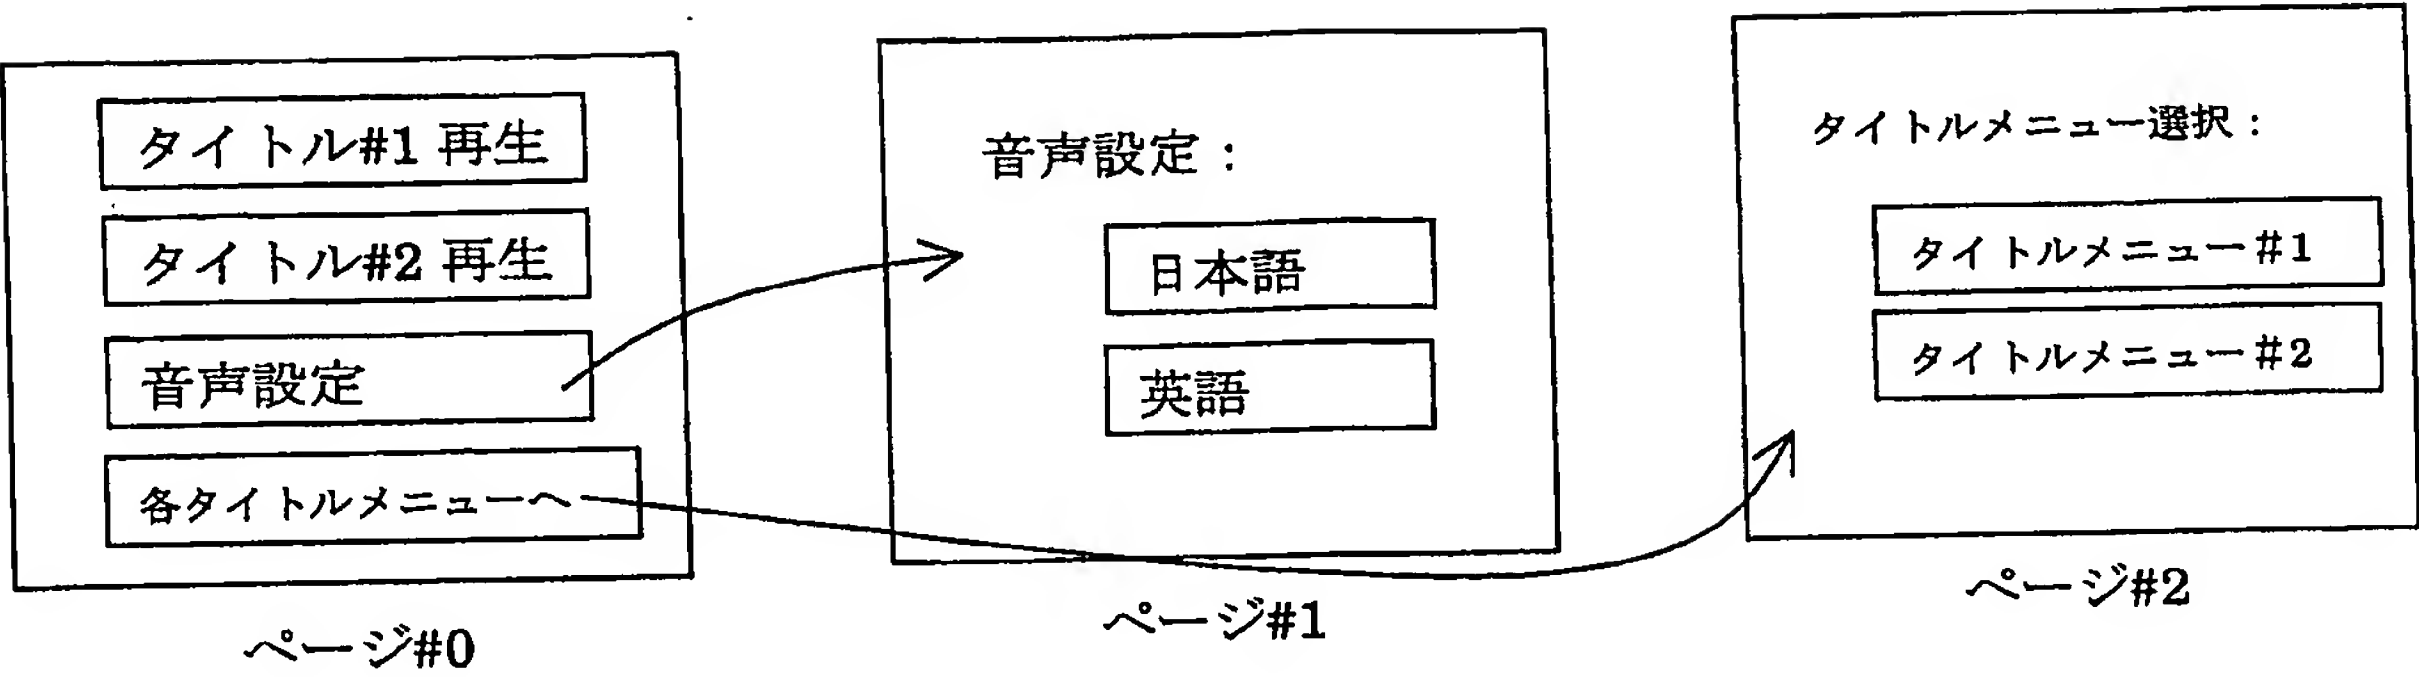 タイトル#1 再生
タイトル#2 再生
音声設定
各タイトルメニューへ
ページ#0
音声設定：
日本語
英語
ページ#1
タイトルメニュー選択：
タイトルメニュー#1
タイトルメニュー#2
ページ#2